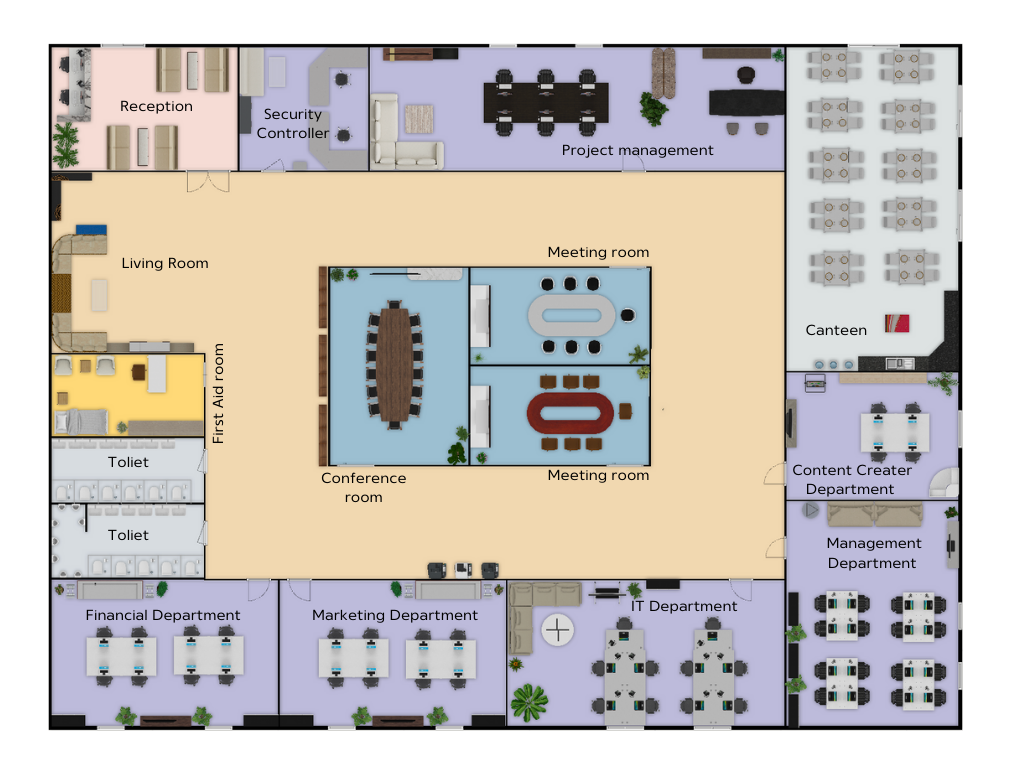 Reception
Security
Controller
Project management
Living Room
Meeting room
Canteen
First Aid room
Toliet
Toliet
Conference
room
Meeting room
Content Creater
Department
Management
Department
Financial Department
Marketing Department
IT Department